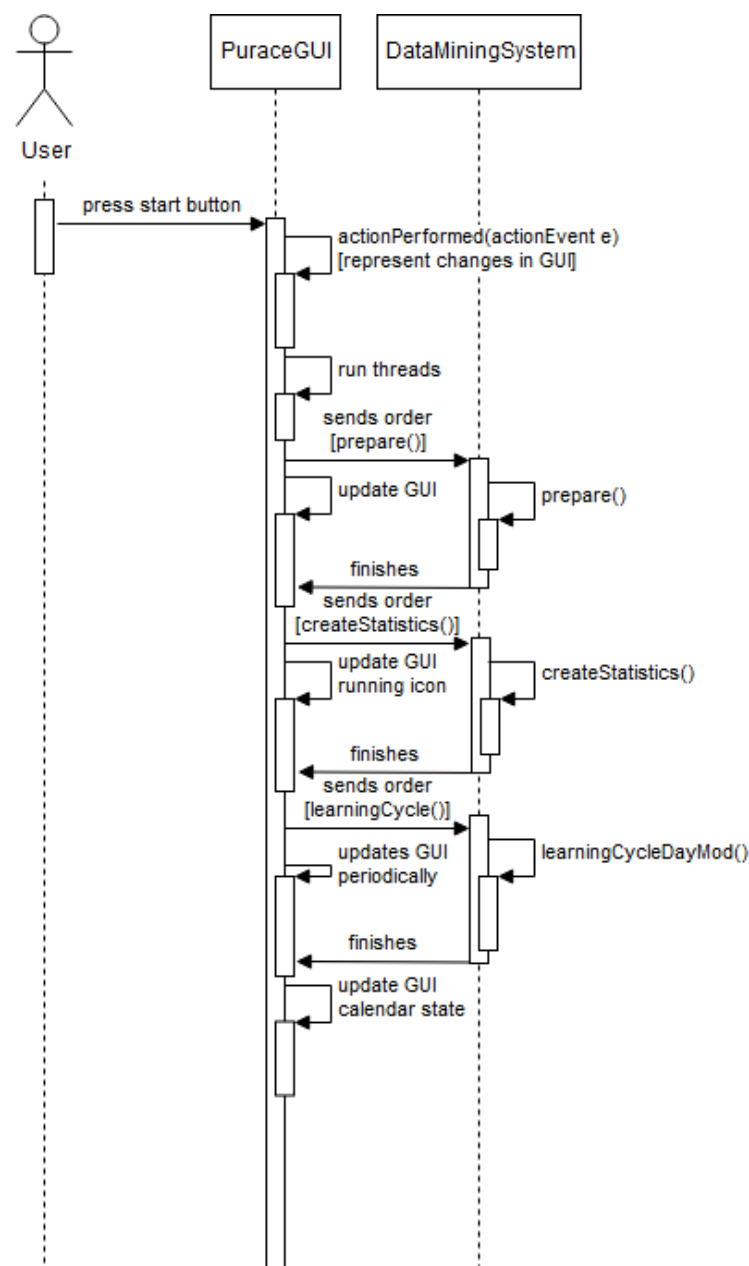 PuraceGUI
DataMiningSystem
User
press start button
actionPerformed(actionEvent e)
[represent changes in GUI]
run threads
sends order
[prepare()]
update GUI
prepare()
finishes
sends order
[createStatistics()]
update GUI
running icon
createStatistics()
finishes
sends order
[learningCycle()]
updates GUI
periodically
learningCycleDayMod()
finishes
update GUI
calendar state